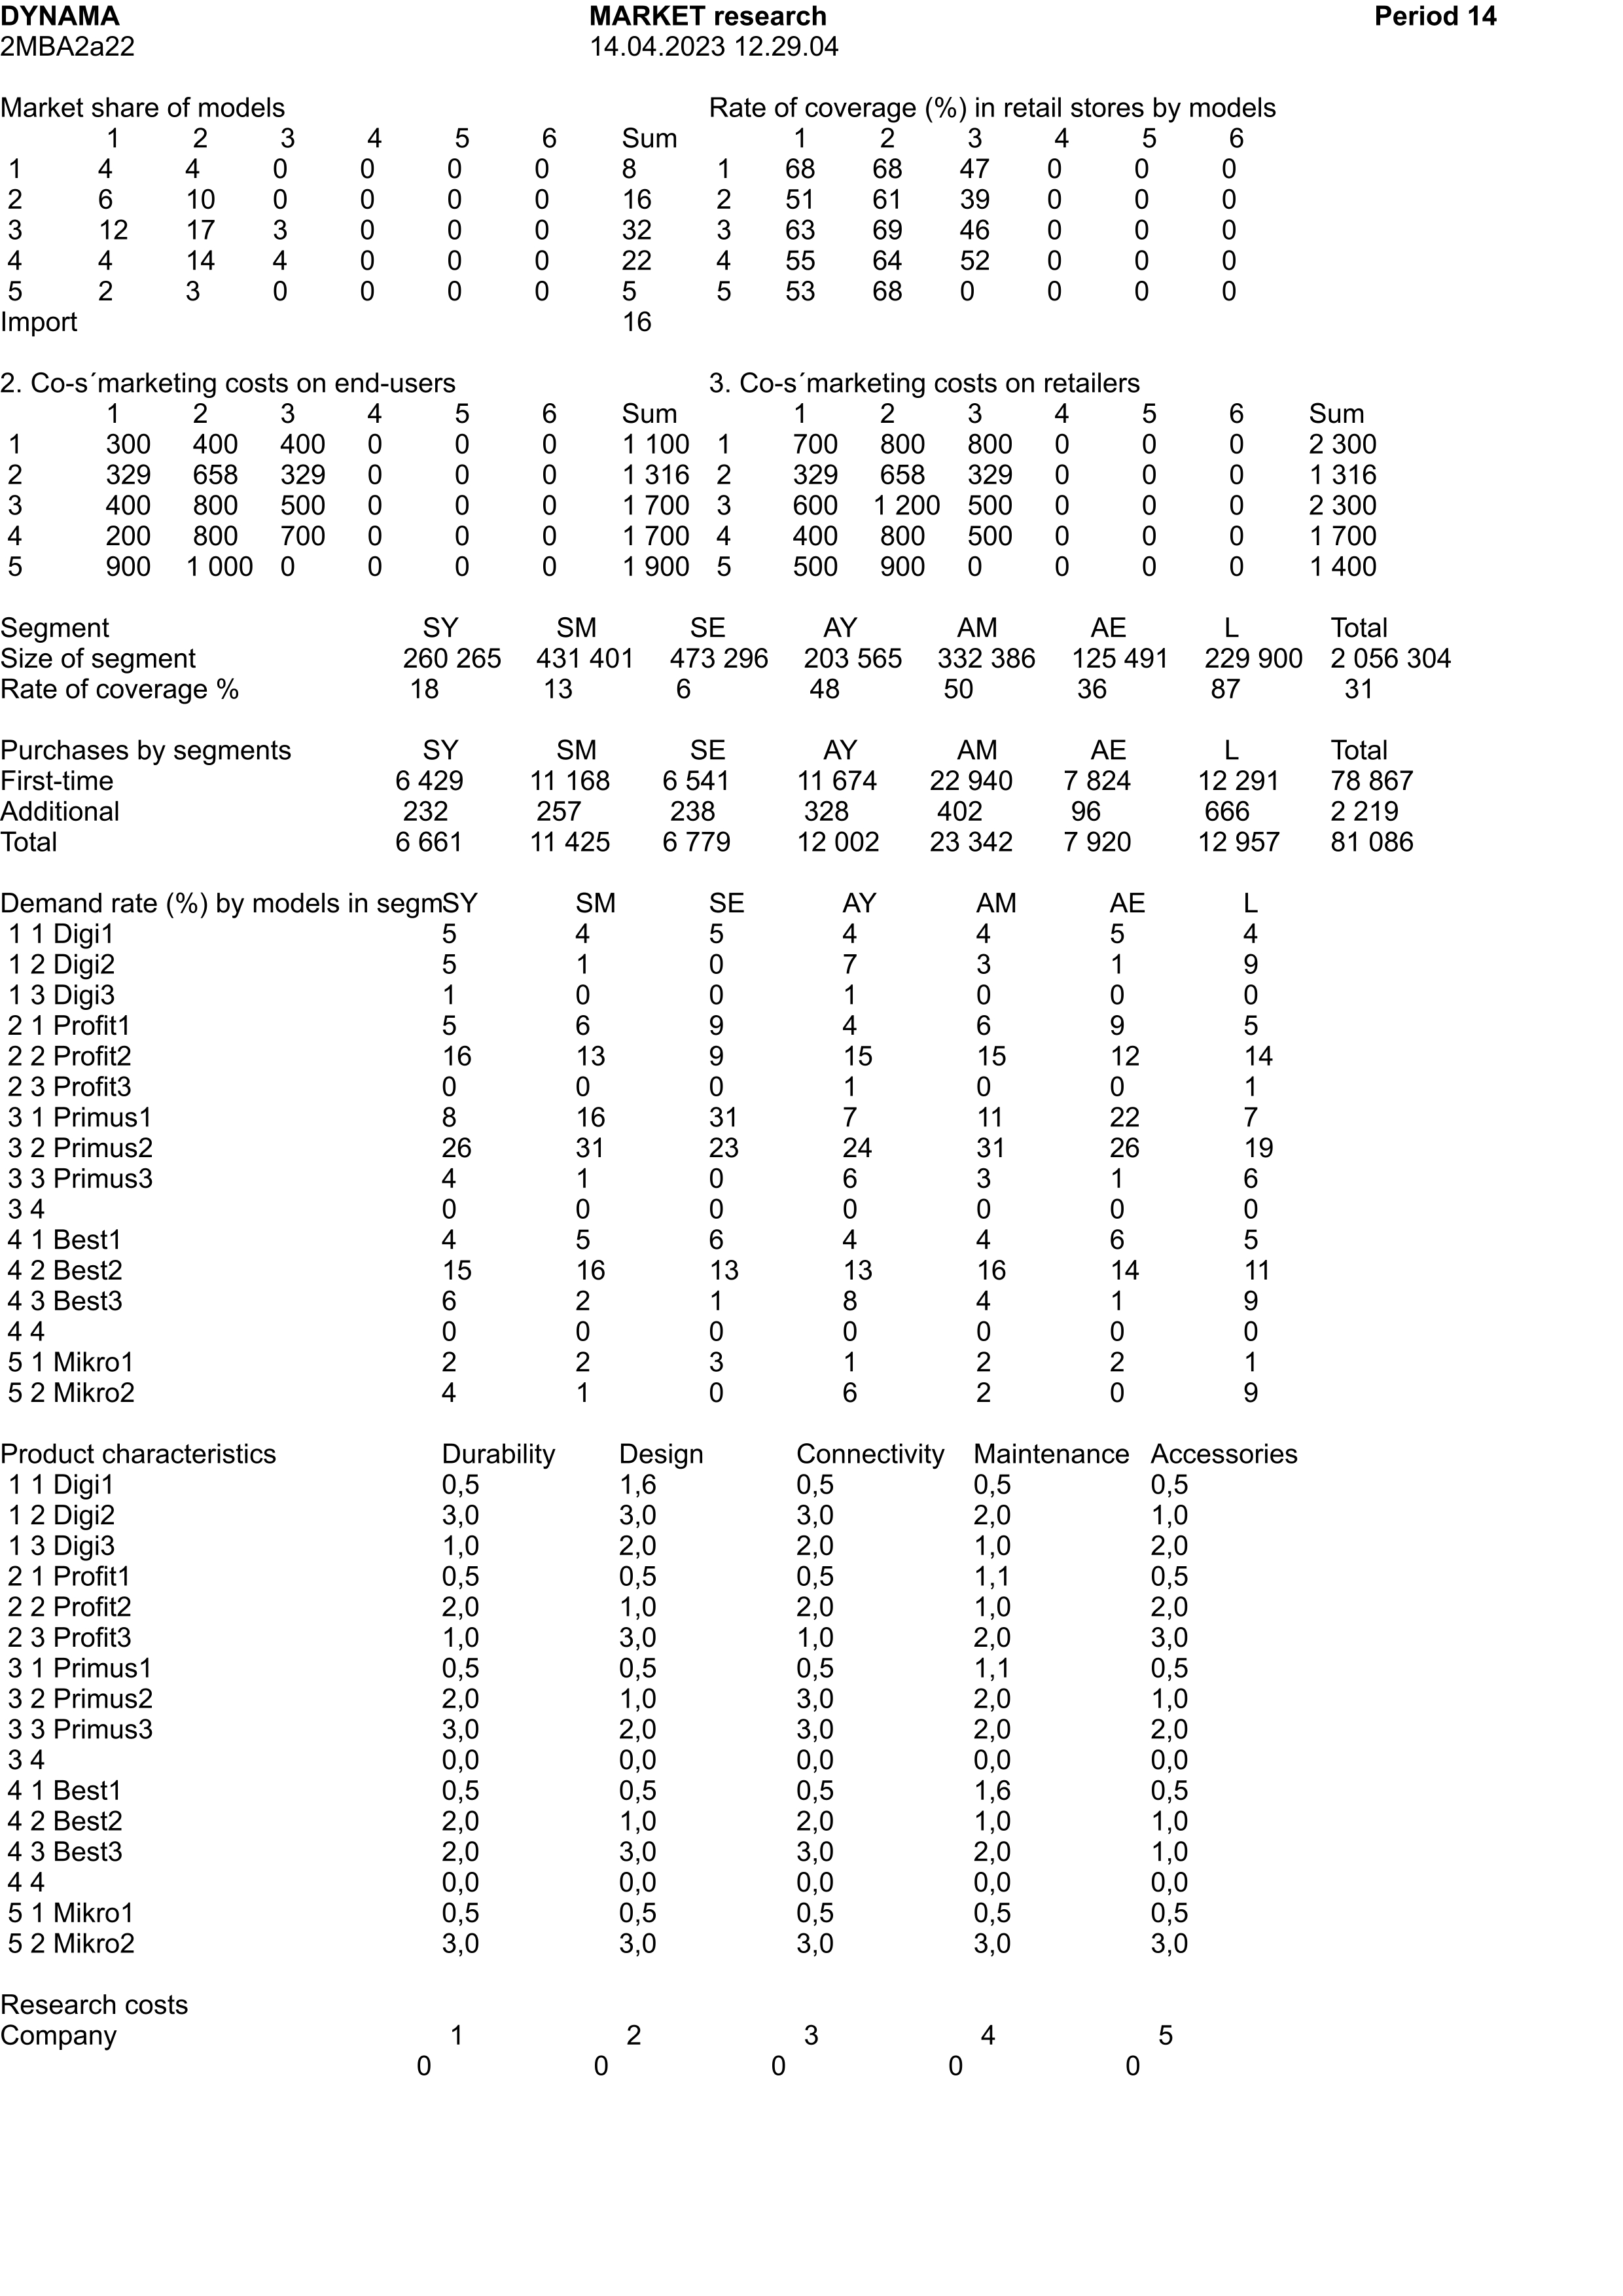 DYNAMA MARKET research Period 14
2MBA2a22 14.04.2023 12.29.04
Market share of models Rate of coverage (%) in retail stores by models
1 2 3 4 5 6 Sum 1 2 3 4 5 6
1 4 4 0 0 0 0 8 1 68 68 47 0 0 0
2 6 10 0 0 0 0 16 2 51 61 39 0 0 0
3 12 17 3 0 0 0 32 3 63 69 46 0 0 0
4 4 14 4 0 0 0 22 4 55 64 52 0 0 0
5 2 3 0 0 0 0 5 5 53 68 0 0 0 0
Import 16
2. Co-s´marketing costs on end-users 3. Co-s´marketing costs on retailers
1 2 3 4 5 6 Sum 1 2 3 4 5 6 Sum
1 300 400 400 0 0 0 1 100 1 700 800 800 0 0 0 2 300
2 329 658 329 0 0 0 1 316 2 329 658 329 0 0 0 1 316
3 400 800 500 0 0 0 1 700 3 600 1 200 500 0 0 0 2 300
4 200 800 700 0 0 0 1 700 4 400 800 500 0 0 0 1 700
5 900 1 000 0 0 0 0 1 900 5 500 900 0 0 0 0 1 400
Segment SY SM SE AY AM AE L Total
Size of segment 260 265 431 401 473 296 203 565 332 386 125 491 229 900 2 056 304
Rate of coverage % 18 13 6 48 50 36 87 31
Purchases by segments SY SM SE AY AM AE L Total
First-time 6 429 11 168 6 541 11 674 22 940 7 824 12 291 78 867
Additional 232 257 238 328 402 96 666 2 219
Total 6 661 11 425 6 779 12 002 23 342 7 920 12 957 81 086
Demand rate (%) by models in segmSY SM SE AY AM AE L
1 1 Digi1 5 4 5 4 4 5 4
1 2 Digi2 5 1 0 7 3 1 9
1 3 Digi3 1 0 0 1 0 0 0
2 1 Profit1 5 6 9 4 6 9 5
2 2 Profit2 16 13 9 15 15 12 14
2 3 Profit3 0 0 0 1 0 0 1
3 1 Primus1 8 16 31 7 11 22 7
3 2 Primus2 26 31 23 24 31 26 19
3 3 Primus3 4 1 0 6 3 1 6
3 4 0 0 0 0 0 0 0
4 1 Best1 4 5 6 4 4 6 5
4 2 Best2 15 16 13 13 16 14 11
4 3 Best3 6 2 1 8 4 1 9
4 4 0 0 0 0 0 0 0
5 1 Mikro1 2 2 3 1 2 2 1
5 2 Mikro2 4 1 0 6 2 0 9
Product characteristics Durability Design Connectivity Maintenance Accessories
1 1 Digi1 0,5 1,6 0,5 0,5 0,5
1 2 Digi2 3,0 3,0 3,0 2,0 1,0
1 3 Digi3 1,0 2,0 2,0 1,0 2,0
2 1 Profit1 0,5 0,5 0,5 1,1 0,5
2 2 Profit2 2,0 1,0 2,0 1,0 2,0
2 3 Profit3 1,0 3,0 1,0 2,0 3,0
3 1 Primus1 0,5 0,5 0,5 1,1 0,5
3 2 Primus2 2,0 1,0 3,0 2,0 1,0
3 3 Primus3 3,0 2,0 3,0 2,0 2,0
3 4 0,0 0,0 0,0 0,0 0,0
4 1 Best1 0,5 0,5 0,5 1,6 0,5
4 2 Best2 2,0 1,0 2,0 1,0 1,0
4 3 Best3 2,0 3,0 3,0 2,0 1,0
4 4 0,0 0,0 0,0 0,0 0,0
5 1 Mikro1 0,5 0,5 0,5 0,5 0,5
5 2 Mikro2 3,0 3,0 3,0 3,0 3,0
Research costs
Company 1 2 3 4 5
0 0 0 0 0